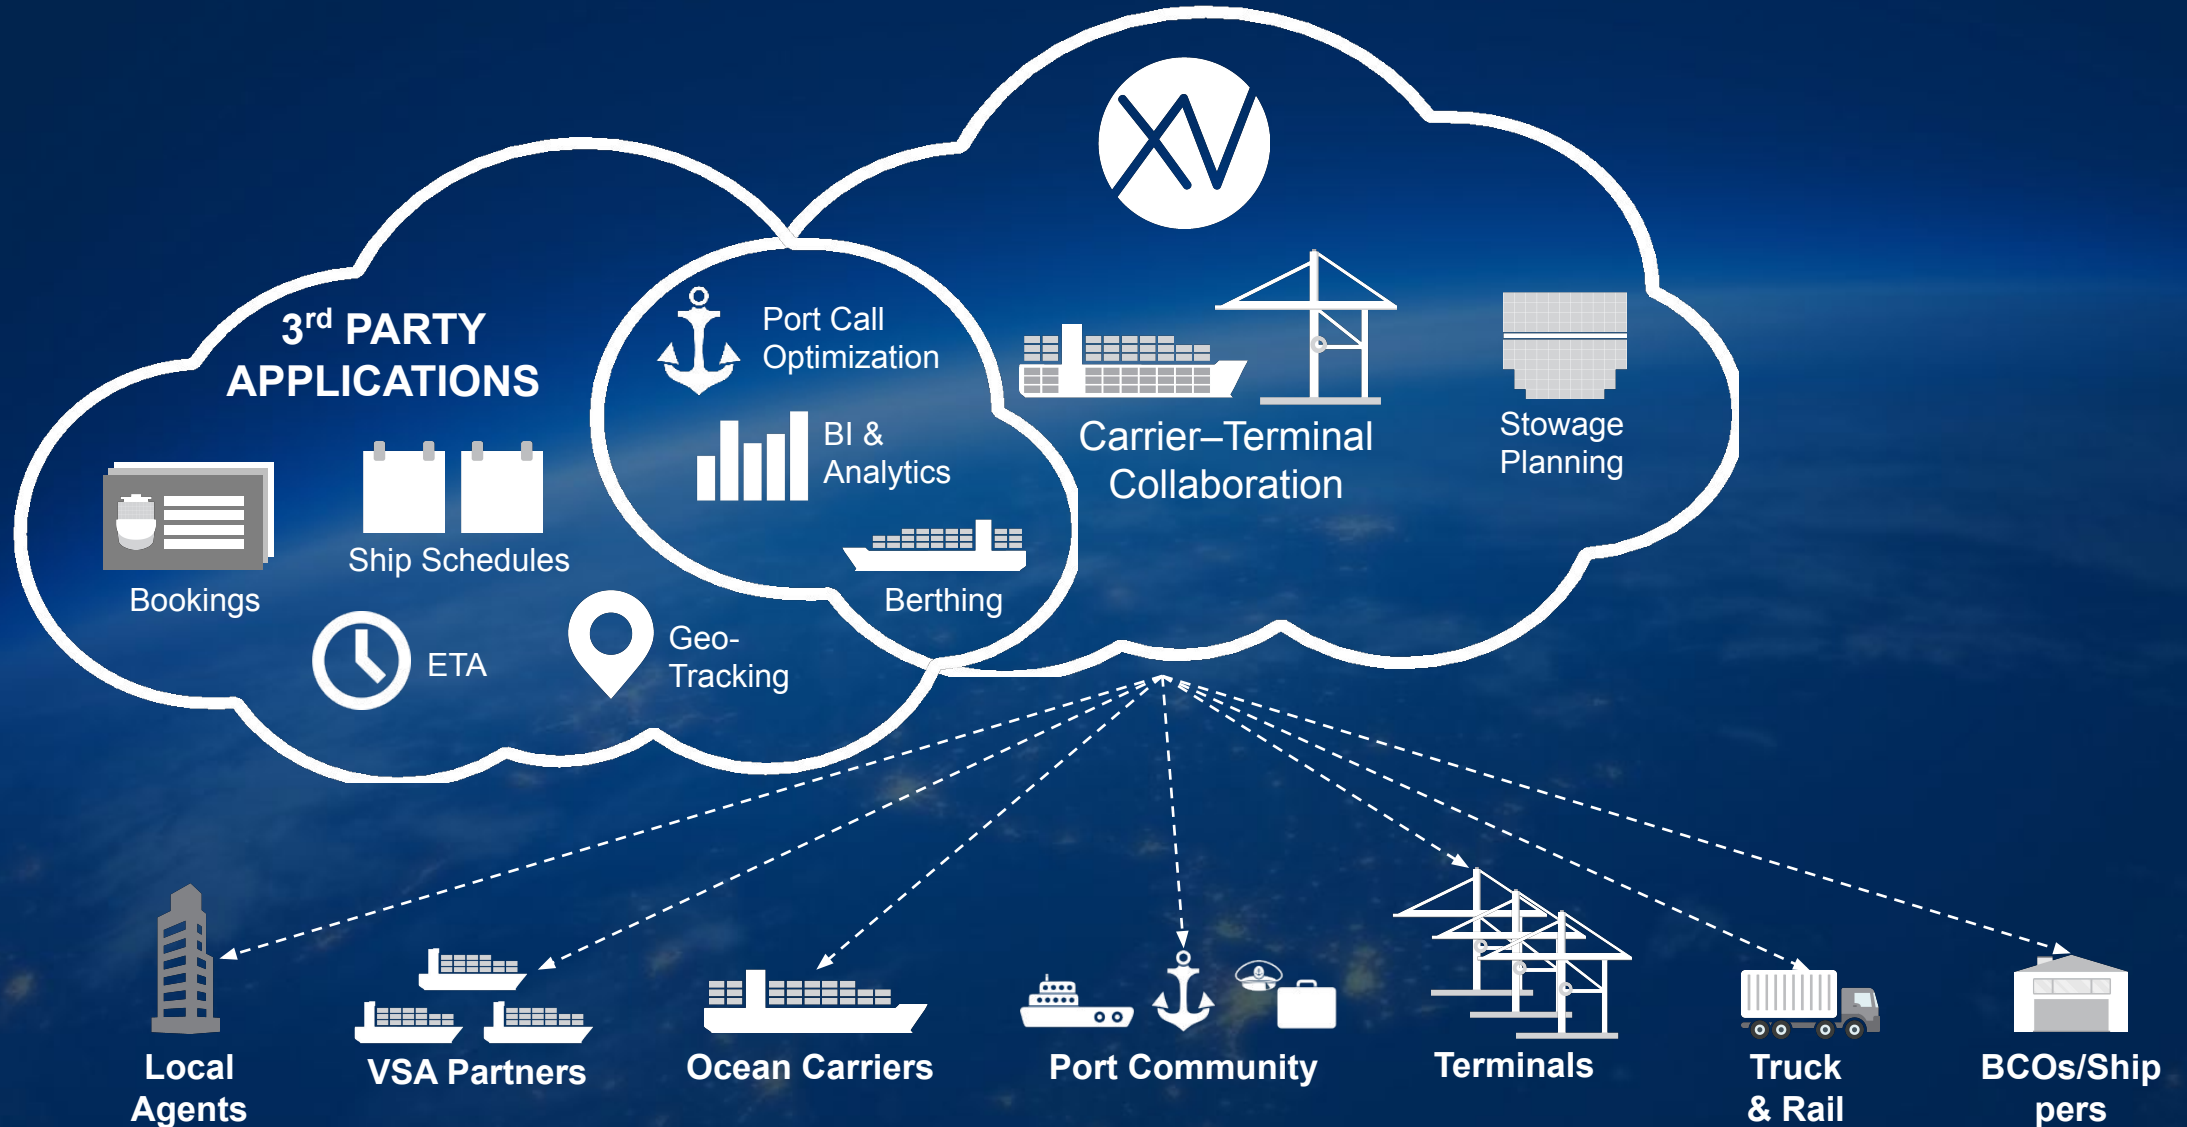 XV
3rd PARTY
APPLICATIONS
Port Call
Optimization
BI &
Analytics
Berthing
Carrier–Terminal
Collaboration
Stowage
Planning
Bookings
Ship Schedules
ETA
Geo-
Tracking
Local
Agents
VSA Partners
Ocean Carriers
Port Community
Terminals
Truck
& Rail
BCOs/Ship
pers